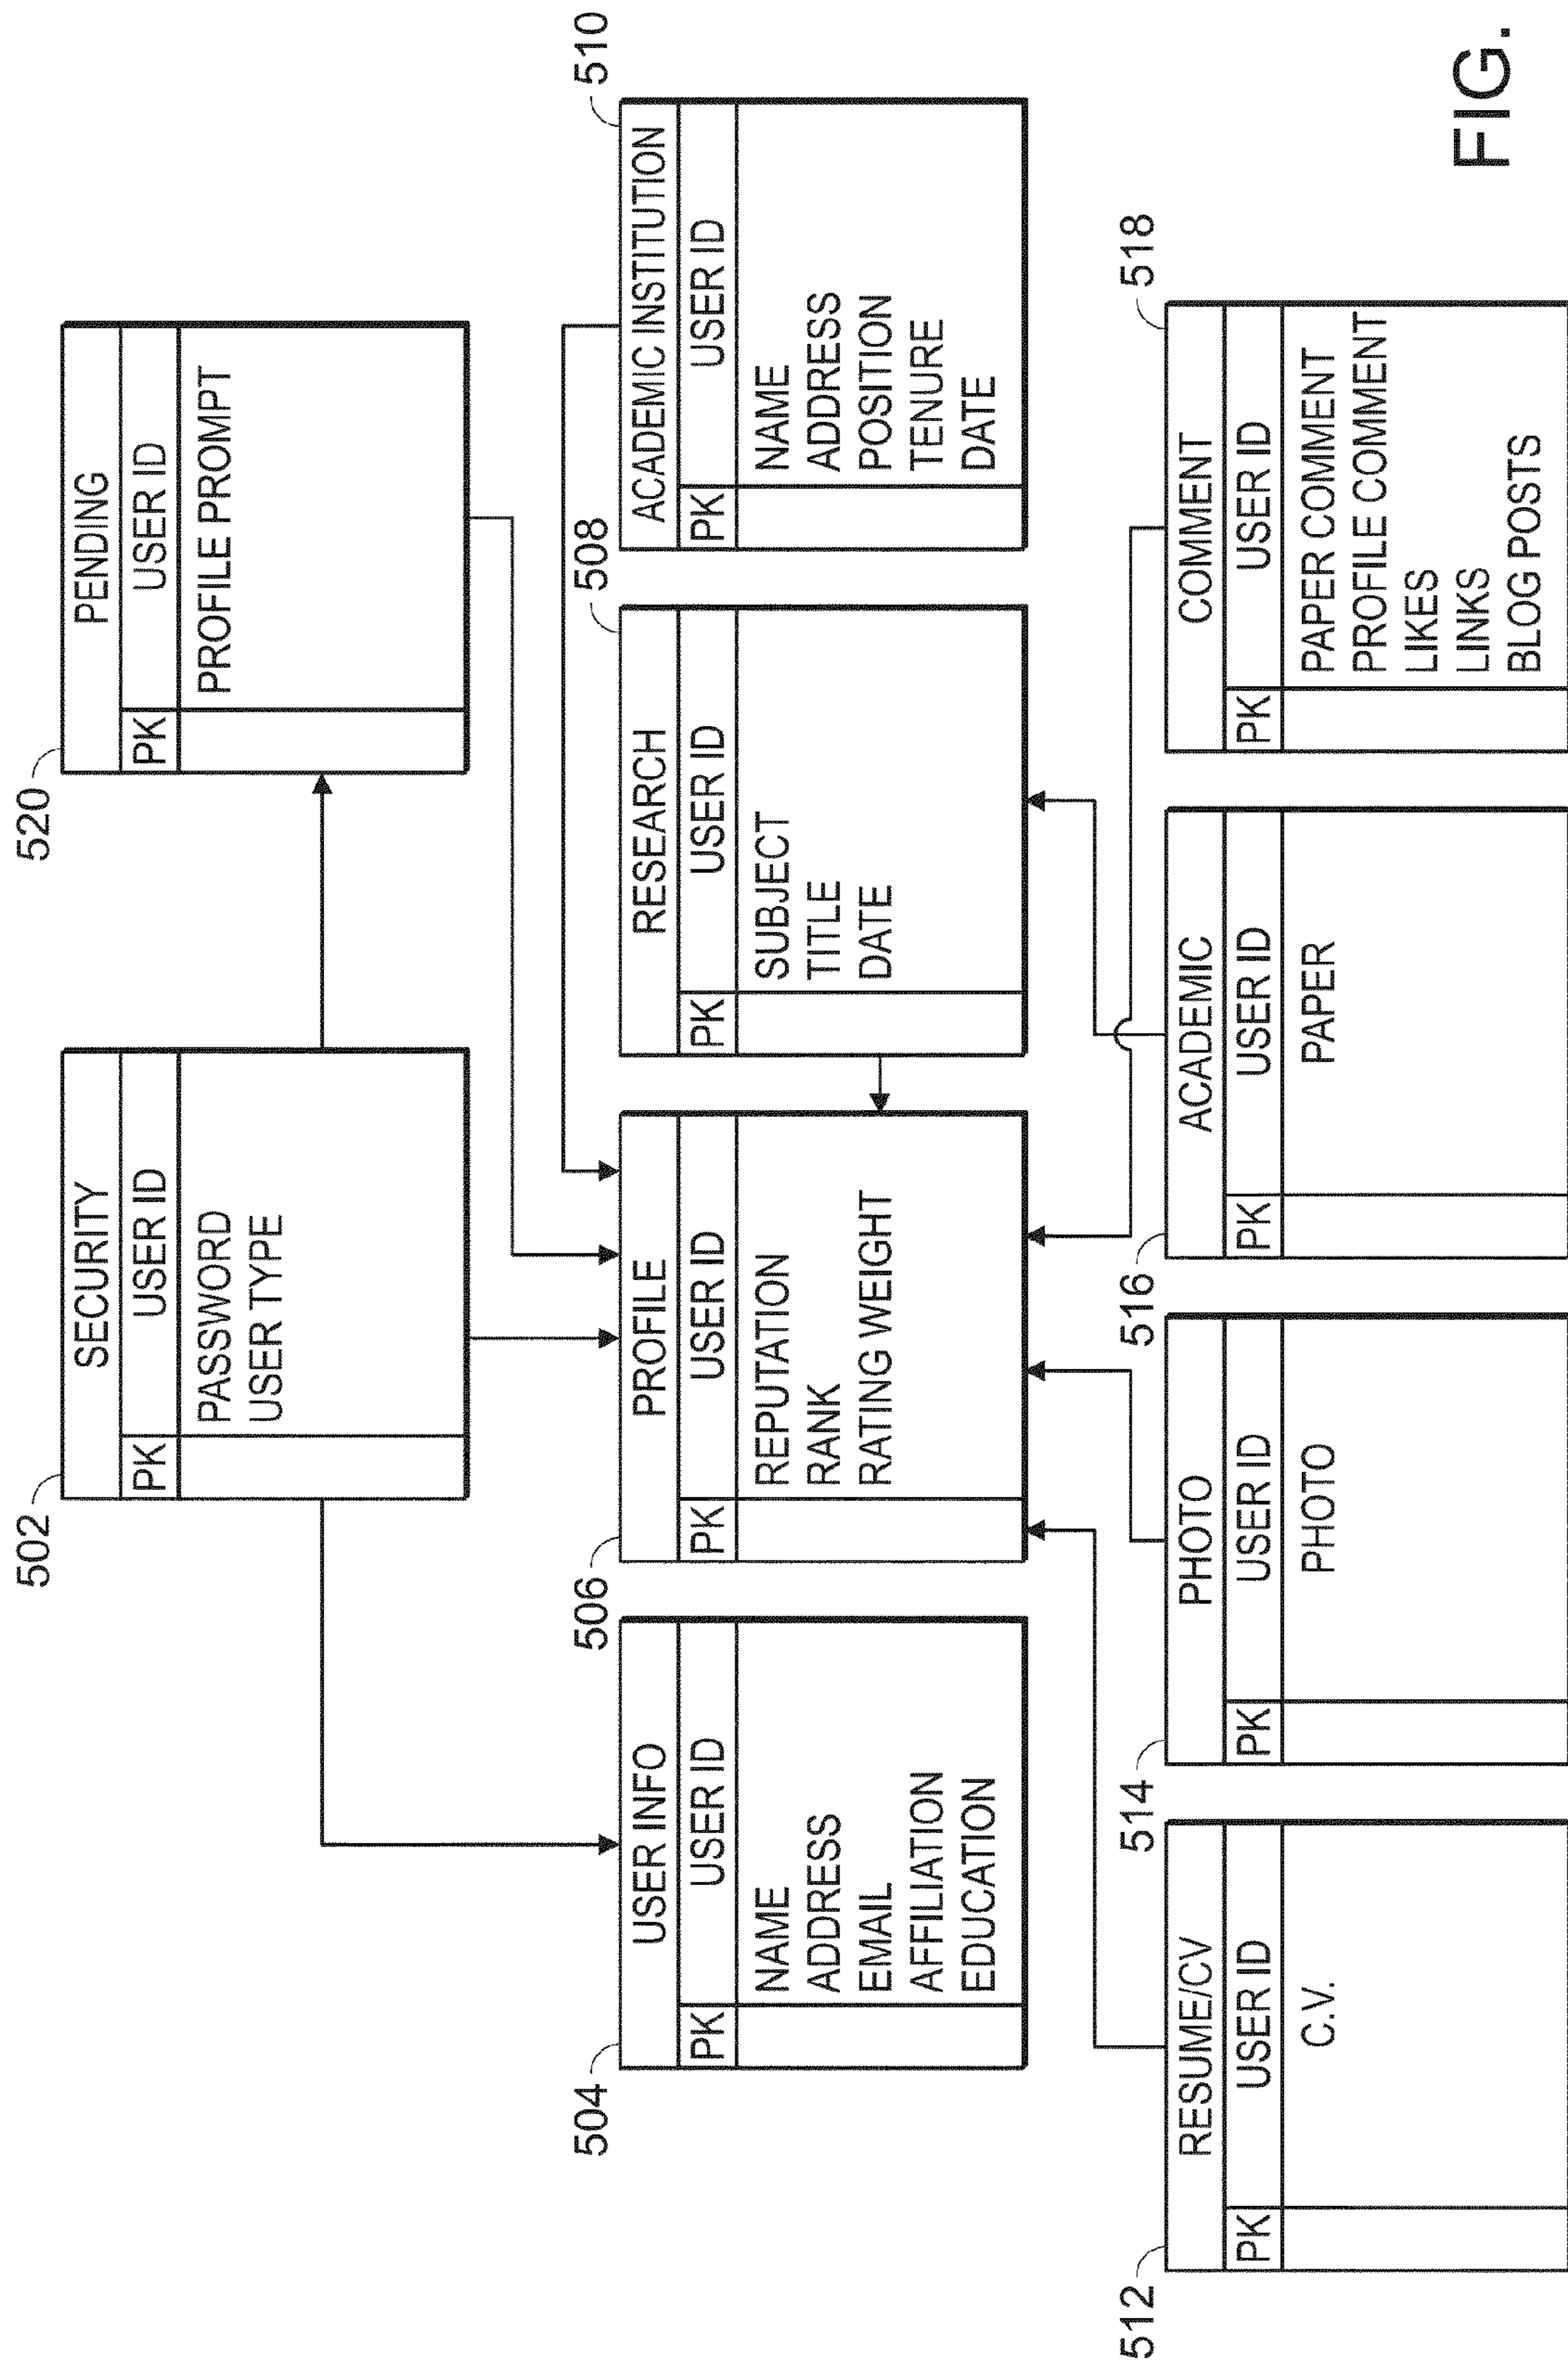 502
SECURITY
PK USER ID
PASSWORD
USER TYPE
520
PENDING
PK USER ID
PROFILE PROMPT
504
USER INFO
PK USER ID
NAME
ADDRESS
EMAIL
AFFILIATION
EDUCATION
506
PROFILE
PK USER ID
REPUTATION
RANK
RATING WEIGHT
508
RESEARCH
PK USER ID
SUBJECT
TITLE
DATE
510
ACADEMIC INSTITUTION
PK USER ID
NAME
ADDRESS
POSITION
TENURE
DATE
512
RESUME/CV
PK USER ID
C.V.
514
PHOTO
PK USER ID
PHOTO
516
ACADEMIC
PK USER ID
PAPER
518
COMMENT
PK USER ID
PAPER COMMENT
PROFILE COMMENT
LIKES
LINKS
BLOG POSTS
FIG.